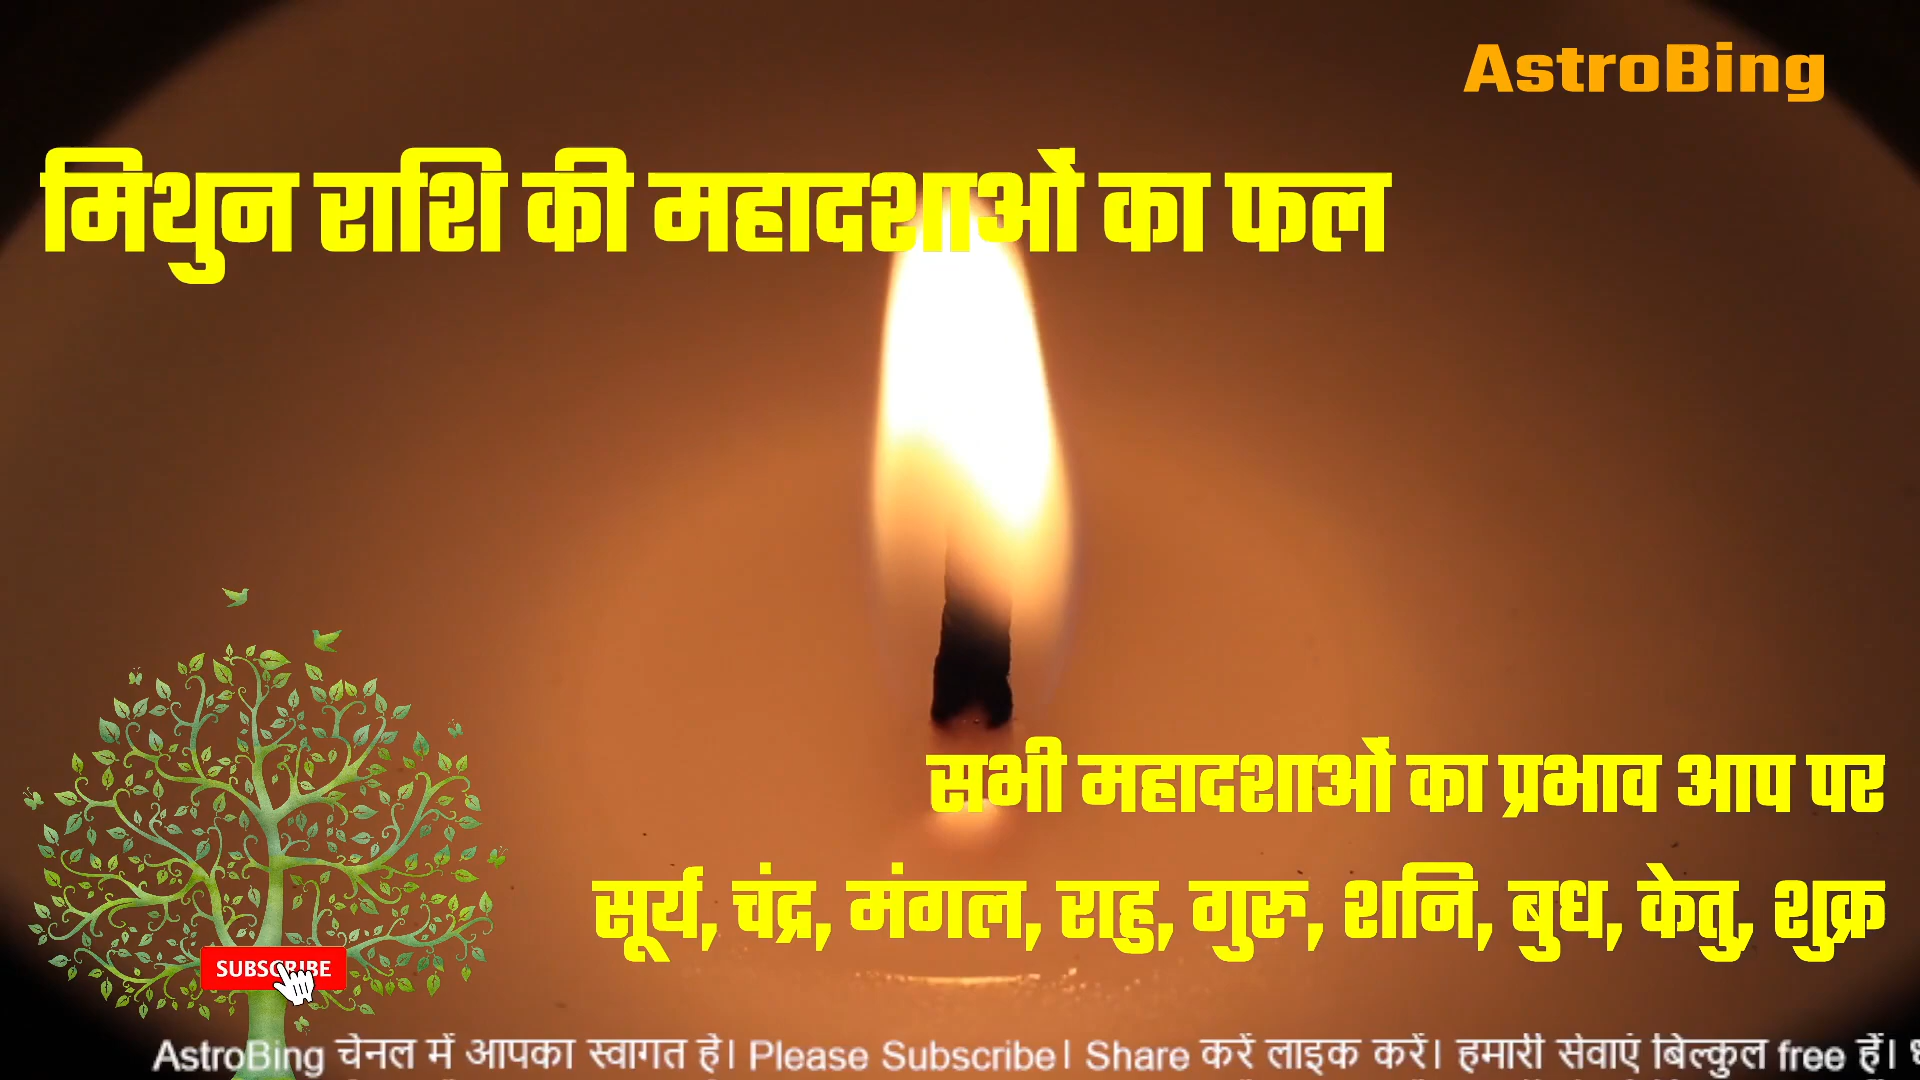 AstroBing
मिथुन राशि की महादशाओं का फल
सभी महादशाओं का प्रभाव आप पर
सूर्य, चंद्र, मंगल, राहु, गुरु, शनि, बुध, केतु, शुक्र
SUBSCRIBE
AstroBing चेनल में आपका स्वागत हे। Please Subscribe। Share करें लाइक करें। हमारी सेवाएं बिल्कुल free हें।